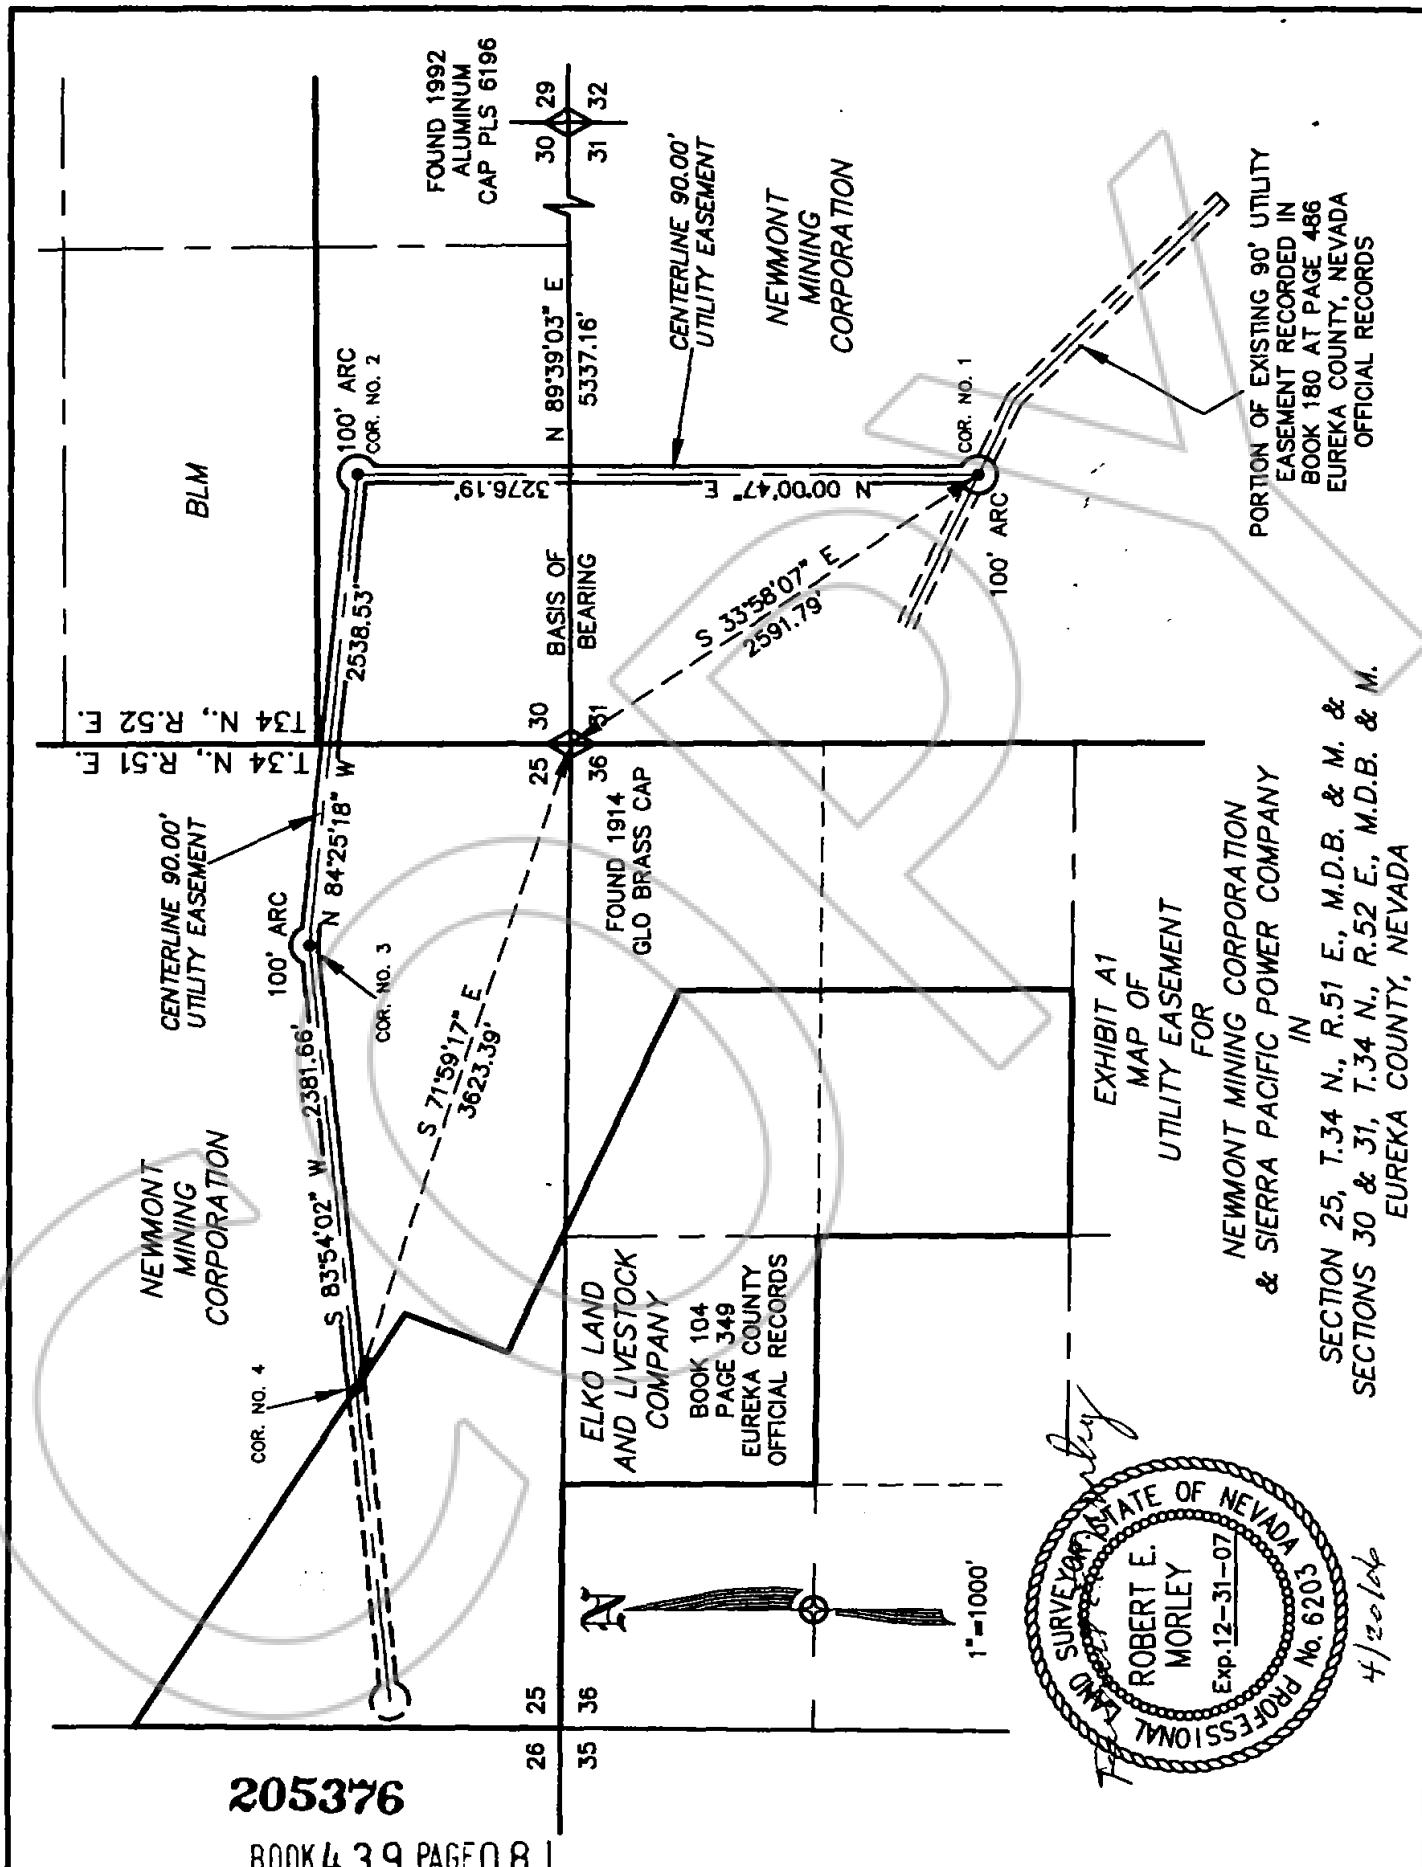 FOUND 1992
ALUMINUM
CAP PLS 6196
30 29
31 32
BLM
100' ARC
COR. NO. 2
N 89°39'03" E
5337.16'
CENTERLINE 90.00'
UTILITY EASEMENT
NEWMONT
MINING
CORPORATION
COR. NO. 1
100' ARC
PORTION OF EXISTING 90' UTILITY
EASEMENT RECORDED IN
BOOK 180 AT PAGE 486
EUREKA COUNTY, NEVADA
OFFICIAL RECORDS
3276.19'
N 00°00'47" E
BASIS OF
BEARING
S 33°58'07" E
2591.79'
2538.53'
N 84°25'18" W
T34 N., R.52 E.
T.34 N., R.51 E.
25 30
36 31
FOUND 1914
GLO BRASS CAP
CENTERLINE 90.00'
UTILITY EASEMENT
100' ARC
COR. NO. 3
S 83°54'02" W
2381.66'
S 71°59'17" E
3623.39'
NEWMONT
MINING
CORPORATION
COR. NO. 4
ELKO LAND
AND LIVESTOCK
COMPANY
BOOK 104
PAGE 349
EUREKA COUNTY
OFFICIAL RECORDS
26 25
35 36
N
1"=1000'
EXHIBIT A1
MAP OF
UTILITY EASEMENT
FOR
NEWMONT MINING CORPORATION
& SIERRA PACIFIC POWER COMPANY
IN
SECTION 25, T.34 N., R.51 E., M.D.B. & M. &
SECTIONS 30 & 31, T.34 N., R.52 E., M.D.B. & M.
EUREKA COUNTY, NEVADA
PROFESSIONAL LAND SURVEYOR STATE OF NEVADA
ROBERT E.
MORLEY
Exp.12-31-07
No. 6203
4/20/06
205376
BOOK 439 PAGE 081
COPY